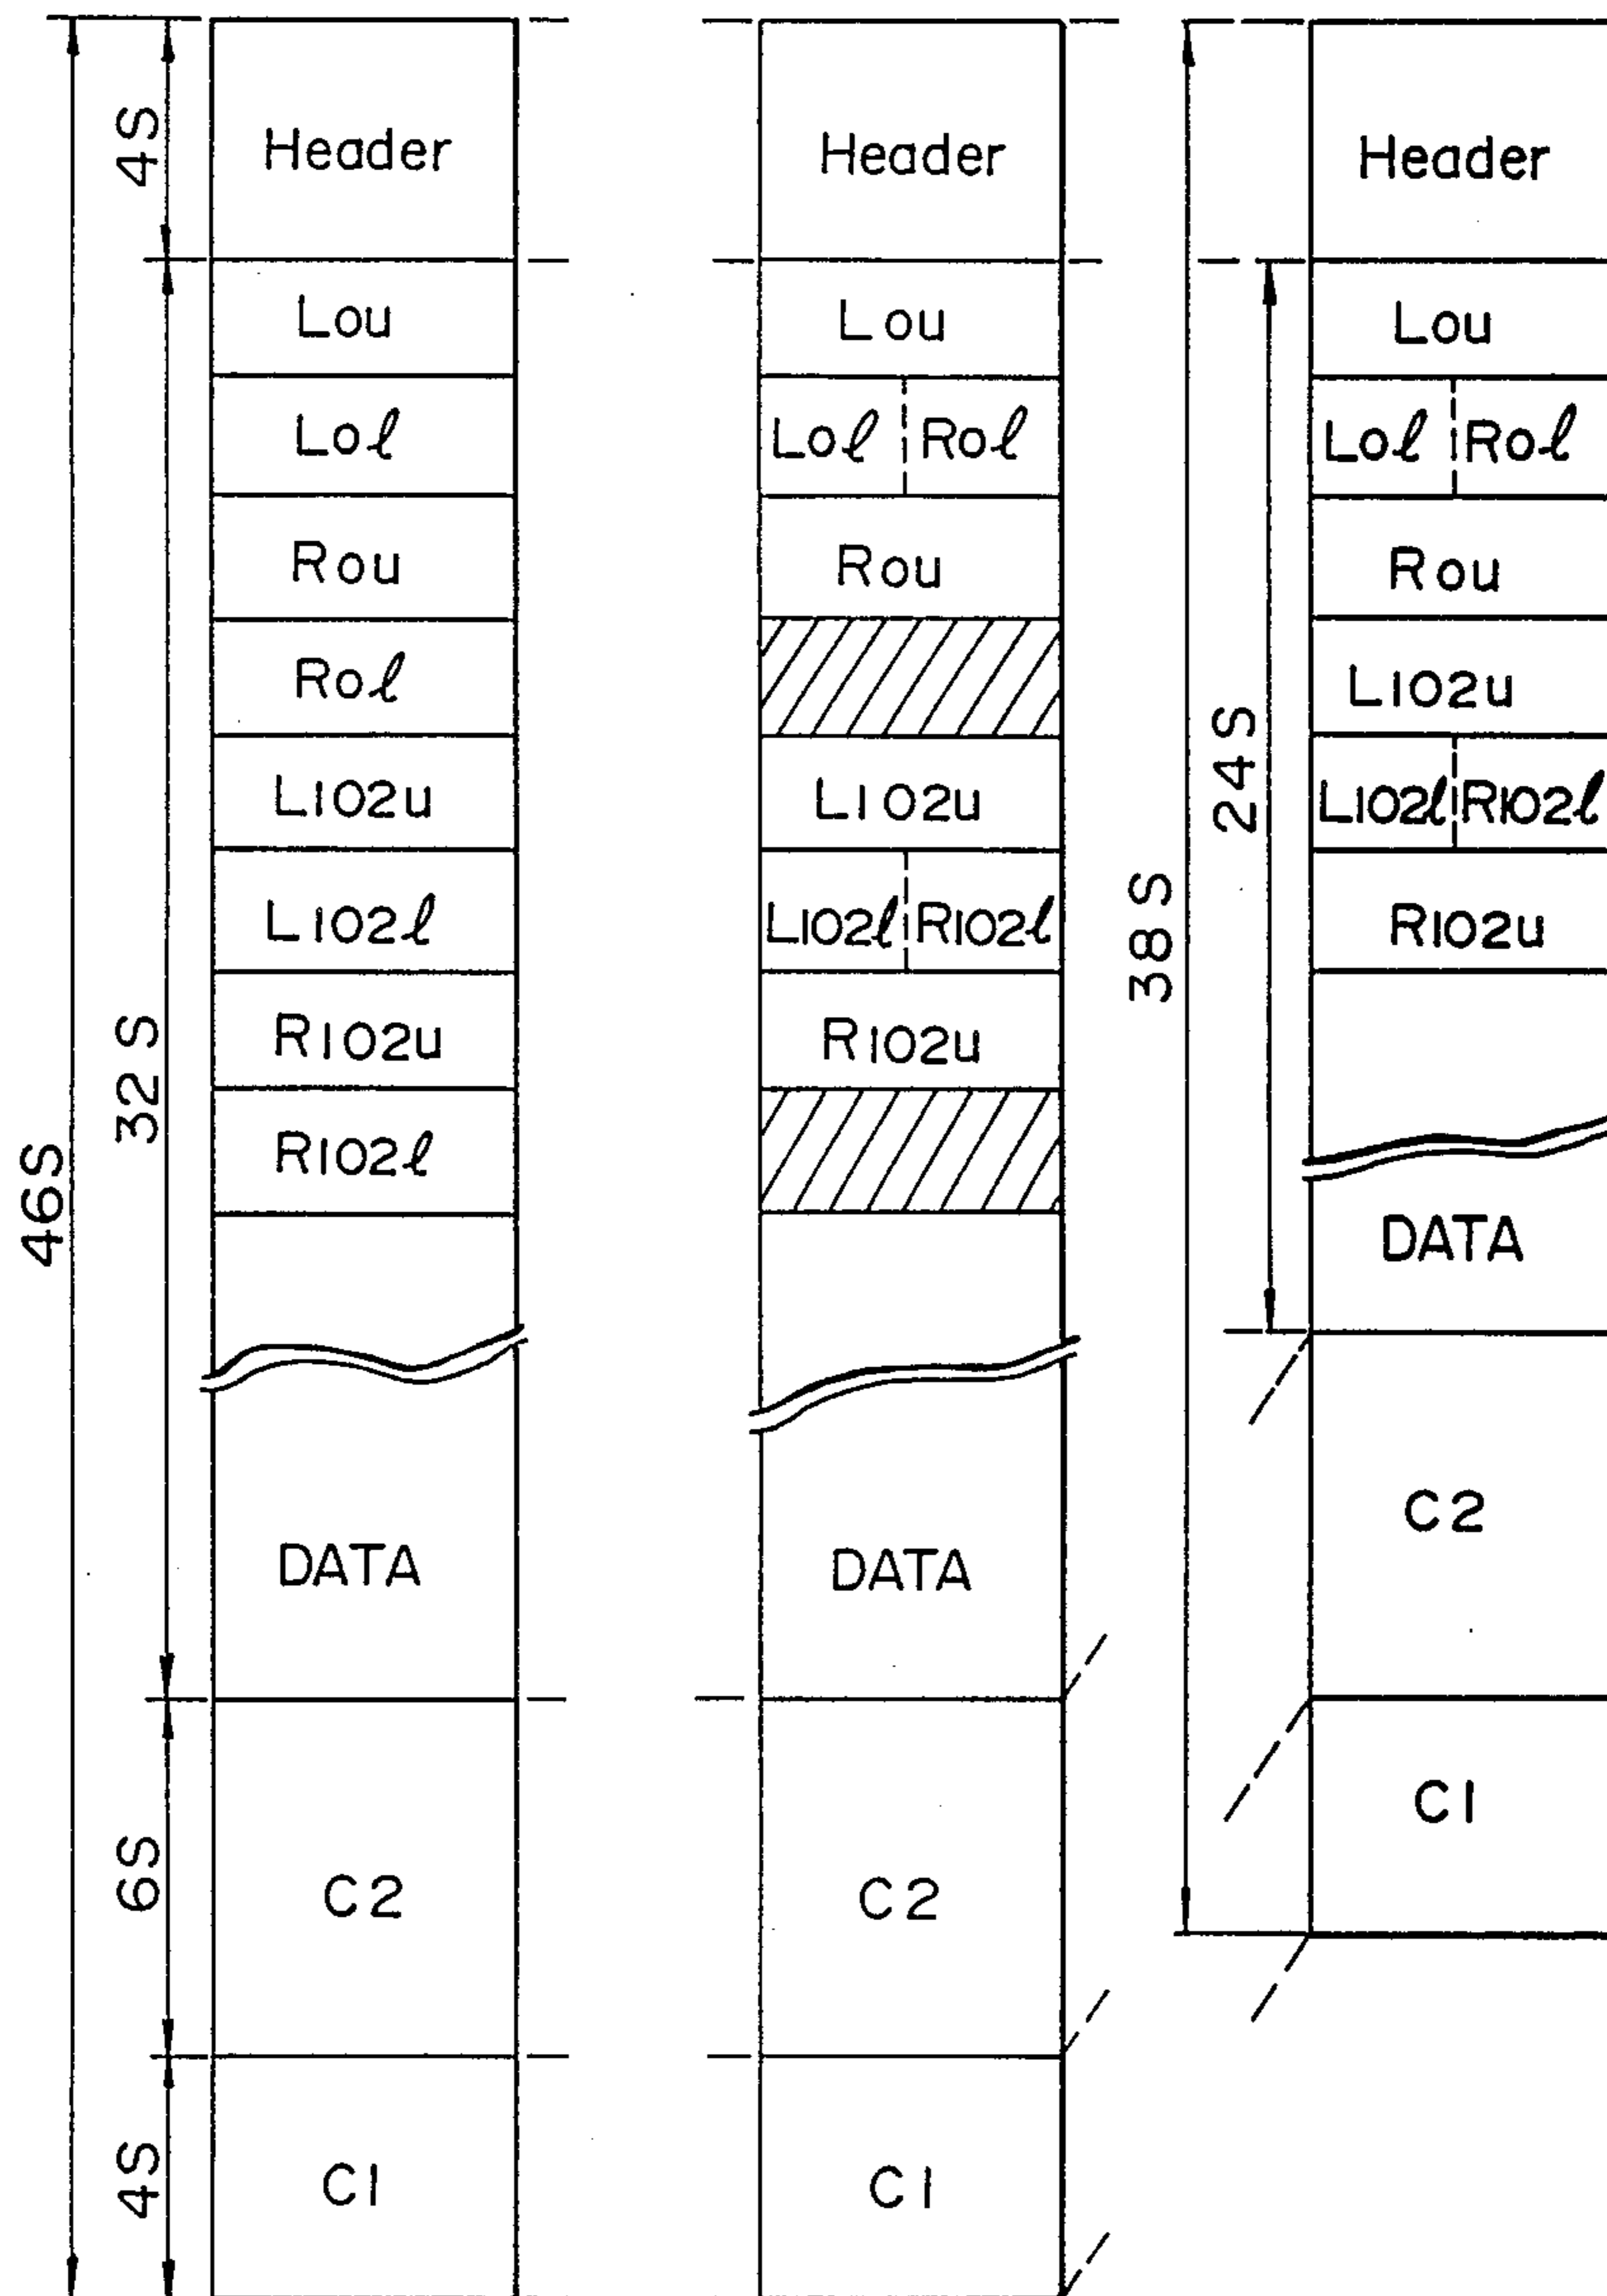 46S
4S
32S
6S
4S
Header
Lou
Loℓ
Rou
Roℓ
L102u
L102ℓ
R102u
R102ℓ
DATA
C2
C1
Header
Lou
Loℓ Roℓ
Rou
L102u
L102ℓ R102ℓ
R102u
DATA
C2
C1
38S
24S
Header
Lou
Loℓ Roℓ
Rou
L102u
L102ℓ R102ℓ
R102u
DATA
C2
C1